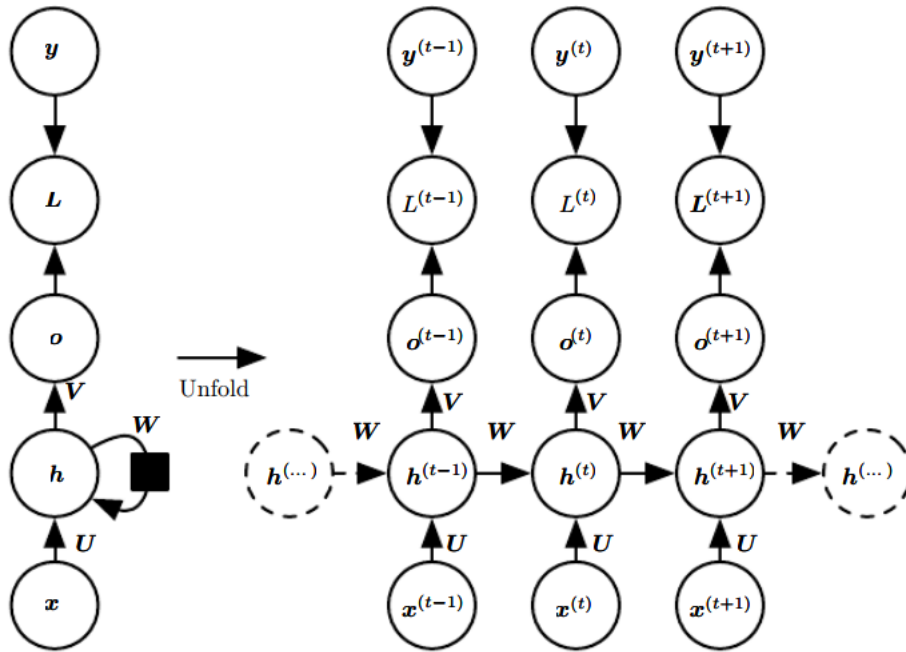 y y^(t−1) y^(t) y^(t+1)
L L^(t−1) L^(t) L^(t+1)
o o^(t−1) o^(t) o^(t+1)
Unfold
V V V V
W W W W W
h h^(...) h^(t−1) h^(t) h^(t+1) h^(...)
U U U U
x x^(t−1) x^(t) x^(t+1)